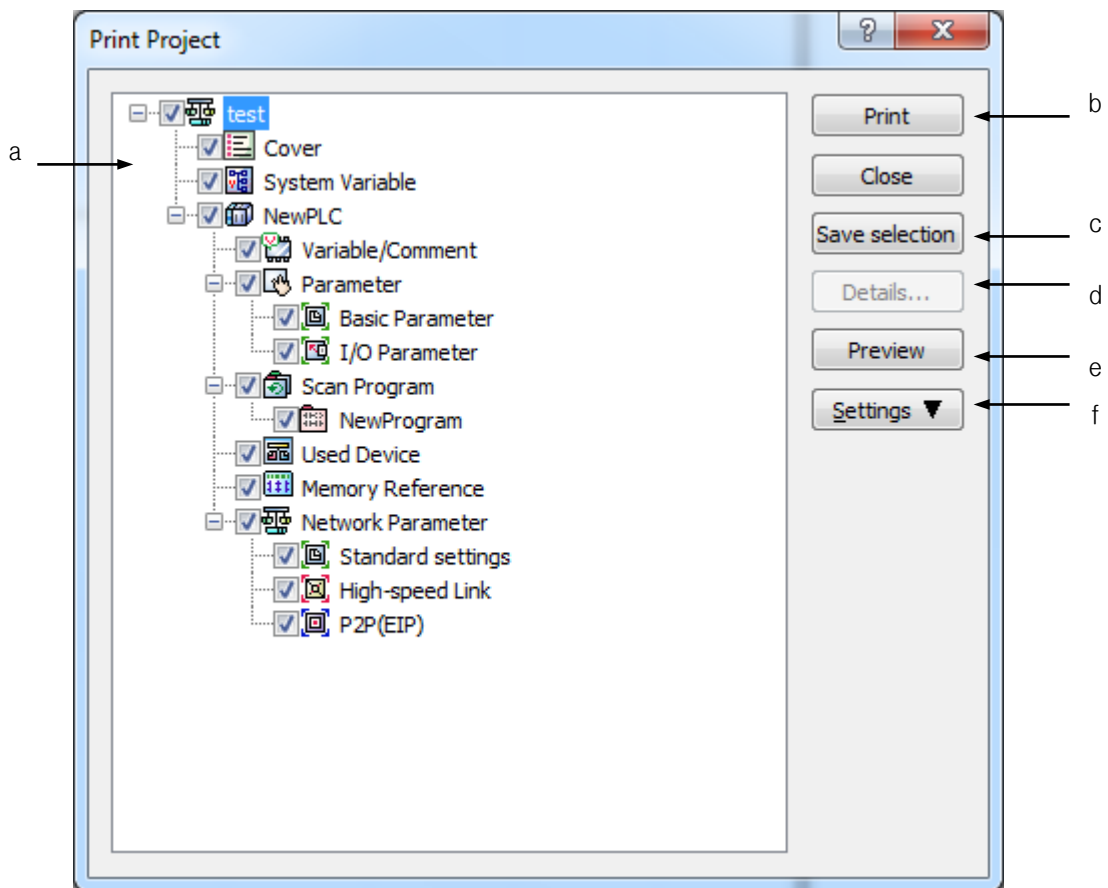 Print Project
test
Cover
System Variable
NewPLC
Variable/Comment
Parameter
Basic Parameter
I/O Parameter
Scan Program
NewProgram
Used Device
Memory Reference
Network Parameter
Standard settings
High-speed Link
P2P(EIP)
Print
Close
Save selection
Details...
Preview
Settings ▼
a
b
c
d
e
f